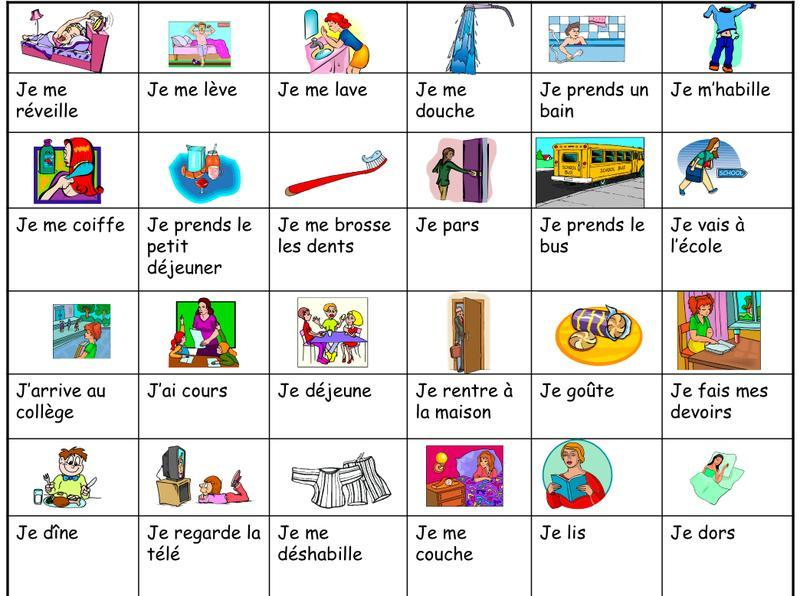 Je me
réveille
Je me lève
Je me lave
Je me
douche
Je prends un
bain
Je m'habille
SCHOOL BUS
SCHOOL
Je me coiffe
Je prends le
petit
déjeuner
Je me brosse
les dents
Je pars
Je prends le
bus
Je vais à
l'école
J'arrive au
collège
J'ai cours
Je déjeune
Je rentre à
la maison
Je goûte
Je fais mes
devoirs
Je dîne
Je regarde la
télé
Je me
déshabille
Je me
couche
Je lis
Je dors